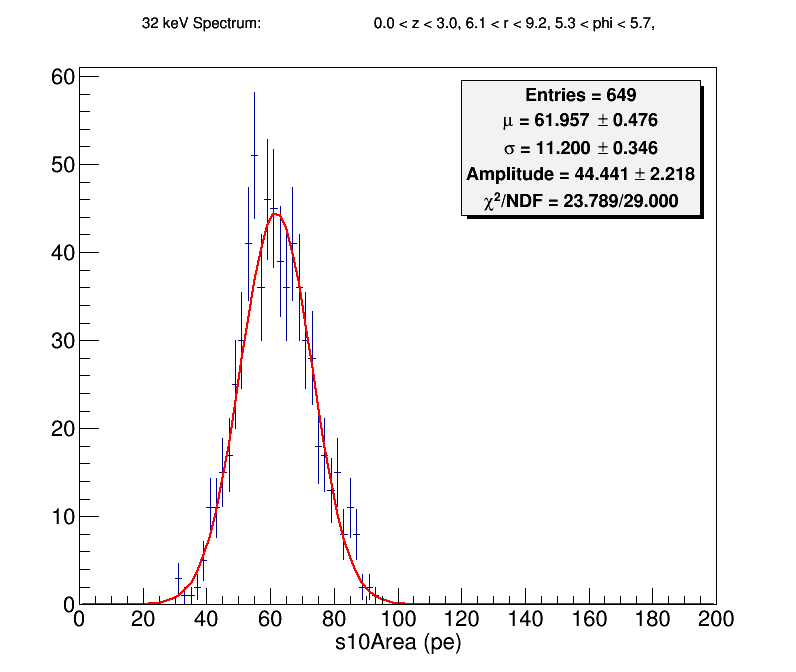 32 keV Spectrum: 0.0 < z < 3.0, 6.1 < r < 9.2, 5.3 < phi < 5.7,
Entries = 649
μ = 61.957 ± 0.476
σ = 11.200 ± 0.346
Amplitude = 44.441 ± 2.218
χ²/NDF = 23.789/29.000
60
50
40
30
20
10
0
0 20 40 60 80 100 120 140 160 180 200
s10Area (pe)